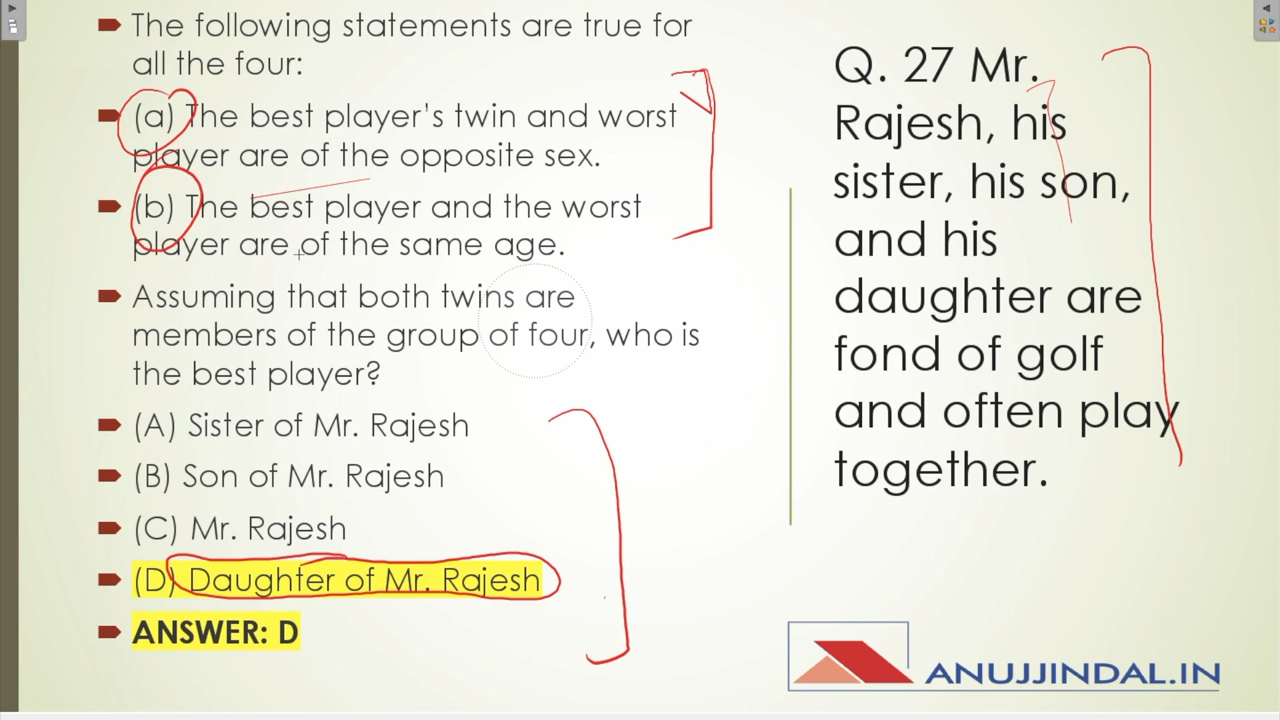 The following statements are true for
all the four:
(a) The best player's twin and worst
player are of the opposite sex.
(b) The best player and the worst
player are of the same age.
Assuming that both twins are
members of the group of four, who is
the best player?
(A) Sister of Mr. Rajesh
(B) Son of Mr. Rajesh
(C) Mr. Rajesh
(D) Daughter of Mr. Rajesh
ANSWER: D
Q. 27 Mr.
Rajesh, his
sister, his son,
and his
daughter are
fond of golf
and often play
together.
ANUJJINDAL.IN